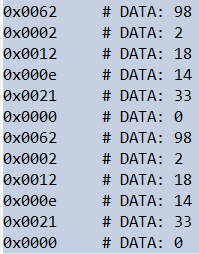 0x0062     # DATA: 98
0x0002     # DATA: 2
0x0012     # DATA: 18
0x000e     # DATA: 14
0x0021     # DATA: 33
0x0000     # DATA: 0
0x0062     # DATA: 98
0x0002     # DATA: 2
0x0012     # DATA: 18
0x000e     # DATA: 14
0x0021     # DATA: 33
0x0000     # DATA: 0